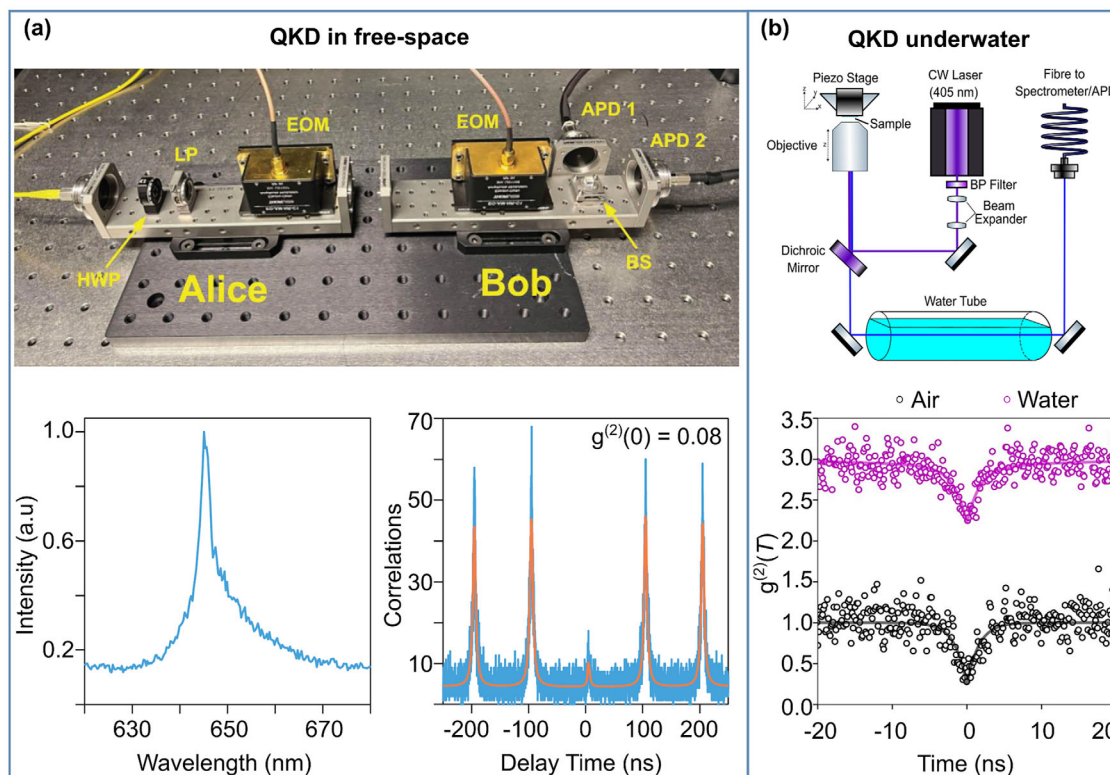 (a)
QKD in free-space
EOM
LP
HWP
Alice
EOM
APD 1
APD 2
BS
Bob
Intensity (a.u)
1.0
0.6
0.2
630
650
670
Wavelength (nm)
Correlations
70
50
30
10
g(2)(0) = 0.08
-200
-100
0
100
200
Delay Time (ns)
(b)
QKD underwater
Piezo Stage
z
y
x
Sample
Objective
z
CW Laser
(405 nm)
BP Filter
Beam
Expander
Fibre to
Spectrometer/APD
Dichroic
Mirror
Water Tube
Air
Water
g(2)(T)
3.5
3.0
2.5
2.0
1.5
1.0
0.5
0.0
-20
-10
0
10
20
Time (ns)